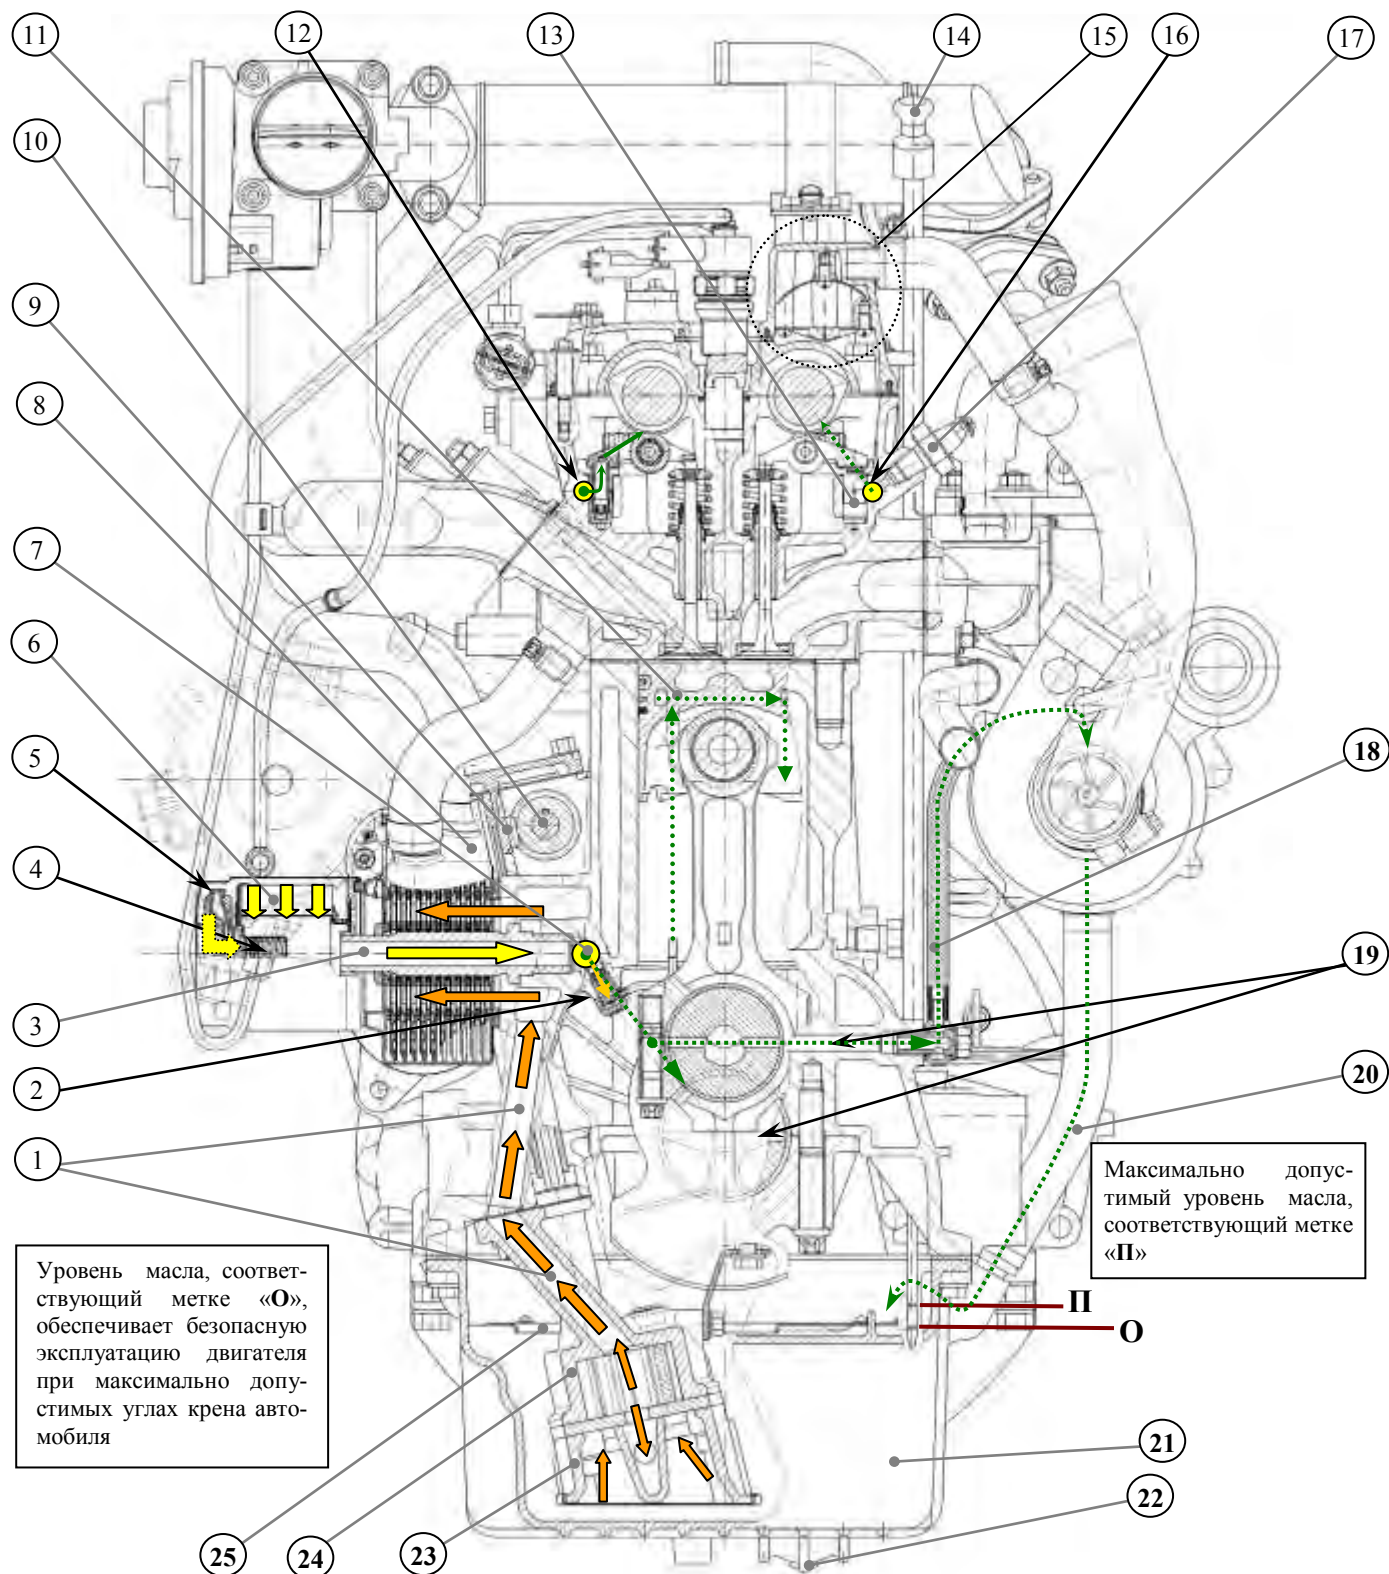 11
12
13
14
15
16
17
10
9
8
7
6
5
4
3
2
1
18
19
20
Максимально допус-
тимый уровень масла,
соответствующий метке
«П»
Уровень масла, соответ-
ствующий метке «О»,
обеспечивает безопасную
эксплуатацию двигателя
при максимально допу-
стимых углах крена авто-
мобиля
П
О
21
22
25
24
23